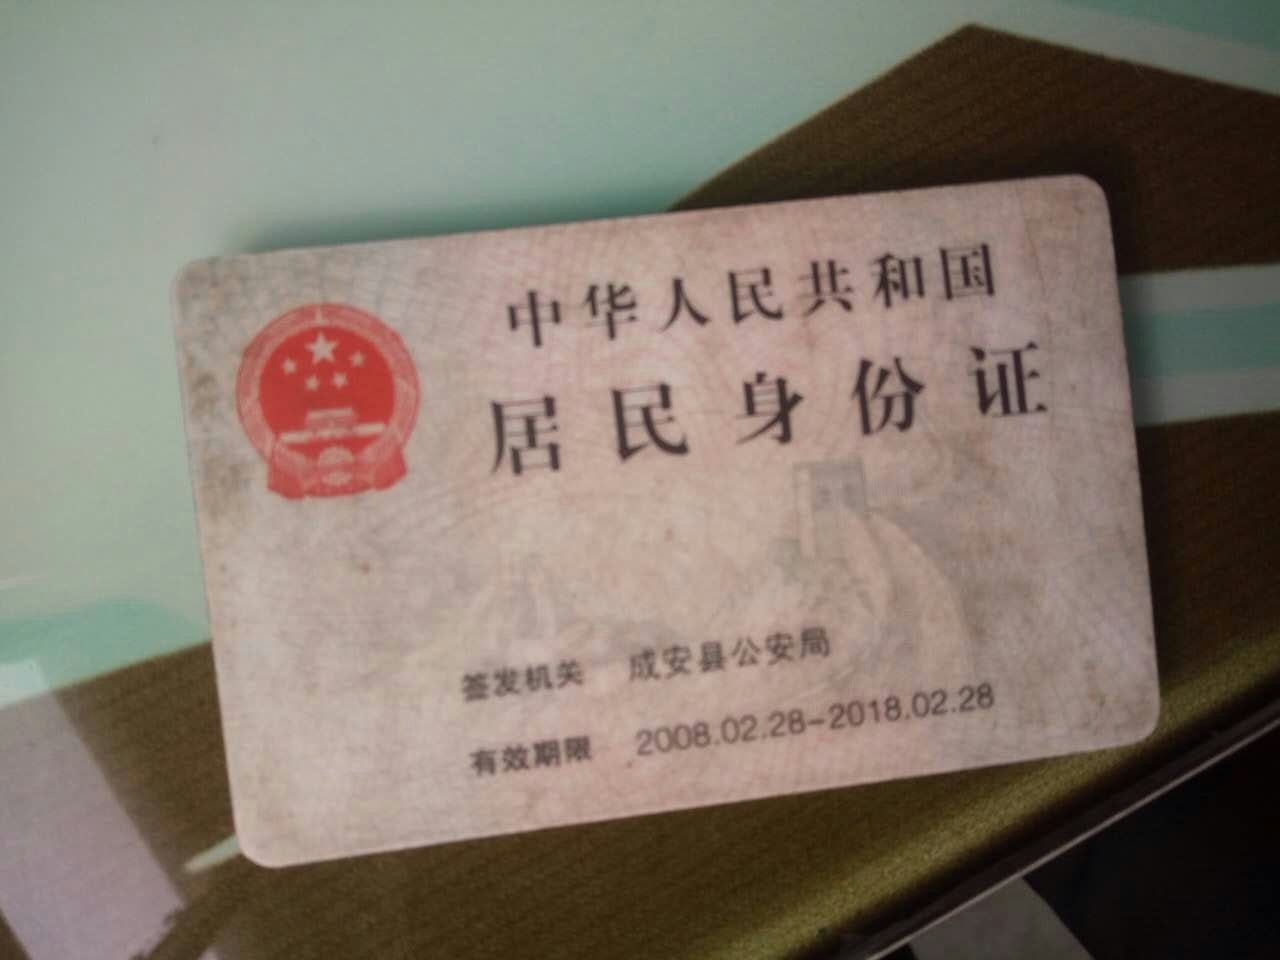 中华人民共和国
居民身份证
签发机关 成安县公安局
有效期限 2008.02.28-2018.02.28